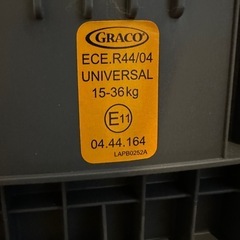 GRACO
ECE.R44/04
UNIVERSAL
15-36kg
E11
04.44.164
LAPB0252A